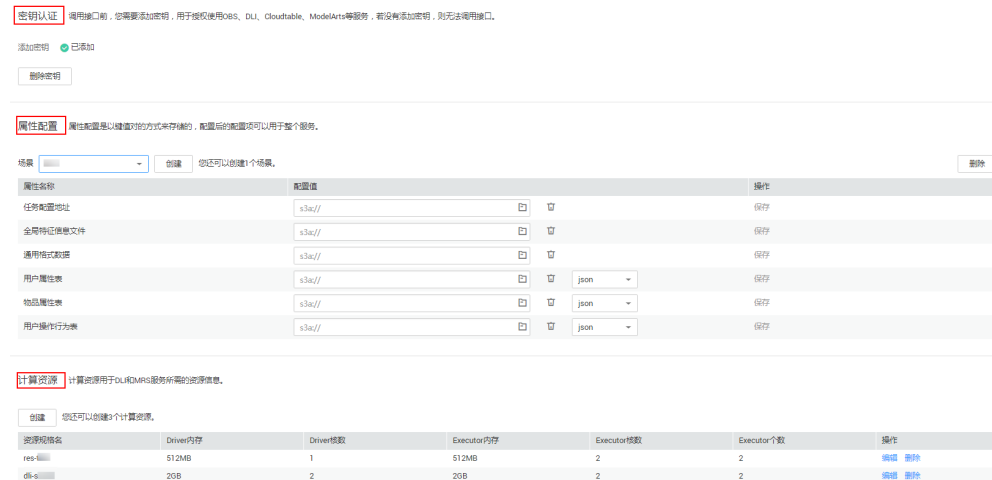 密钥认证 调用接口前，您需要添加密钥，用于授权使用OBS、DLI、Cloudtable、ModelArts等服务，若没有添加密钥，则无法调用接口。
添加密钥 已添加
删除密钥
属性配置 属性配置是以键值对的方式来存储的，配置后的配置项可以用于整个服务。
场景 创建 您还可以创建1个场景。 删除
属性名称 配置值 操作
任务配置地址 s3a:// 保存
全局特征信息文件 s3a:// 保存
通用格式数据 s3a:// 保存
用户属性表 s3a:// json 保存
物品属性表 s3a:// json 保存
用户操作行为表 s3a:// json 保存
计算资源 计算资源用于DLI和MRS服务所需的资源信息。
创建 您还可以创建3个计算资源。
资源规格名 Driver内存 Driver核数 Executor内存 Executor核数 Executor个数 操作
res- 512MB 1 512MB 2 2 编辑 删除
dli-s 2GB 2 2GB 2 2 编辑 删除